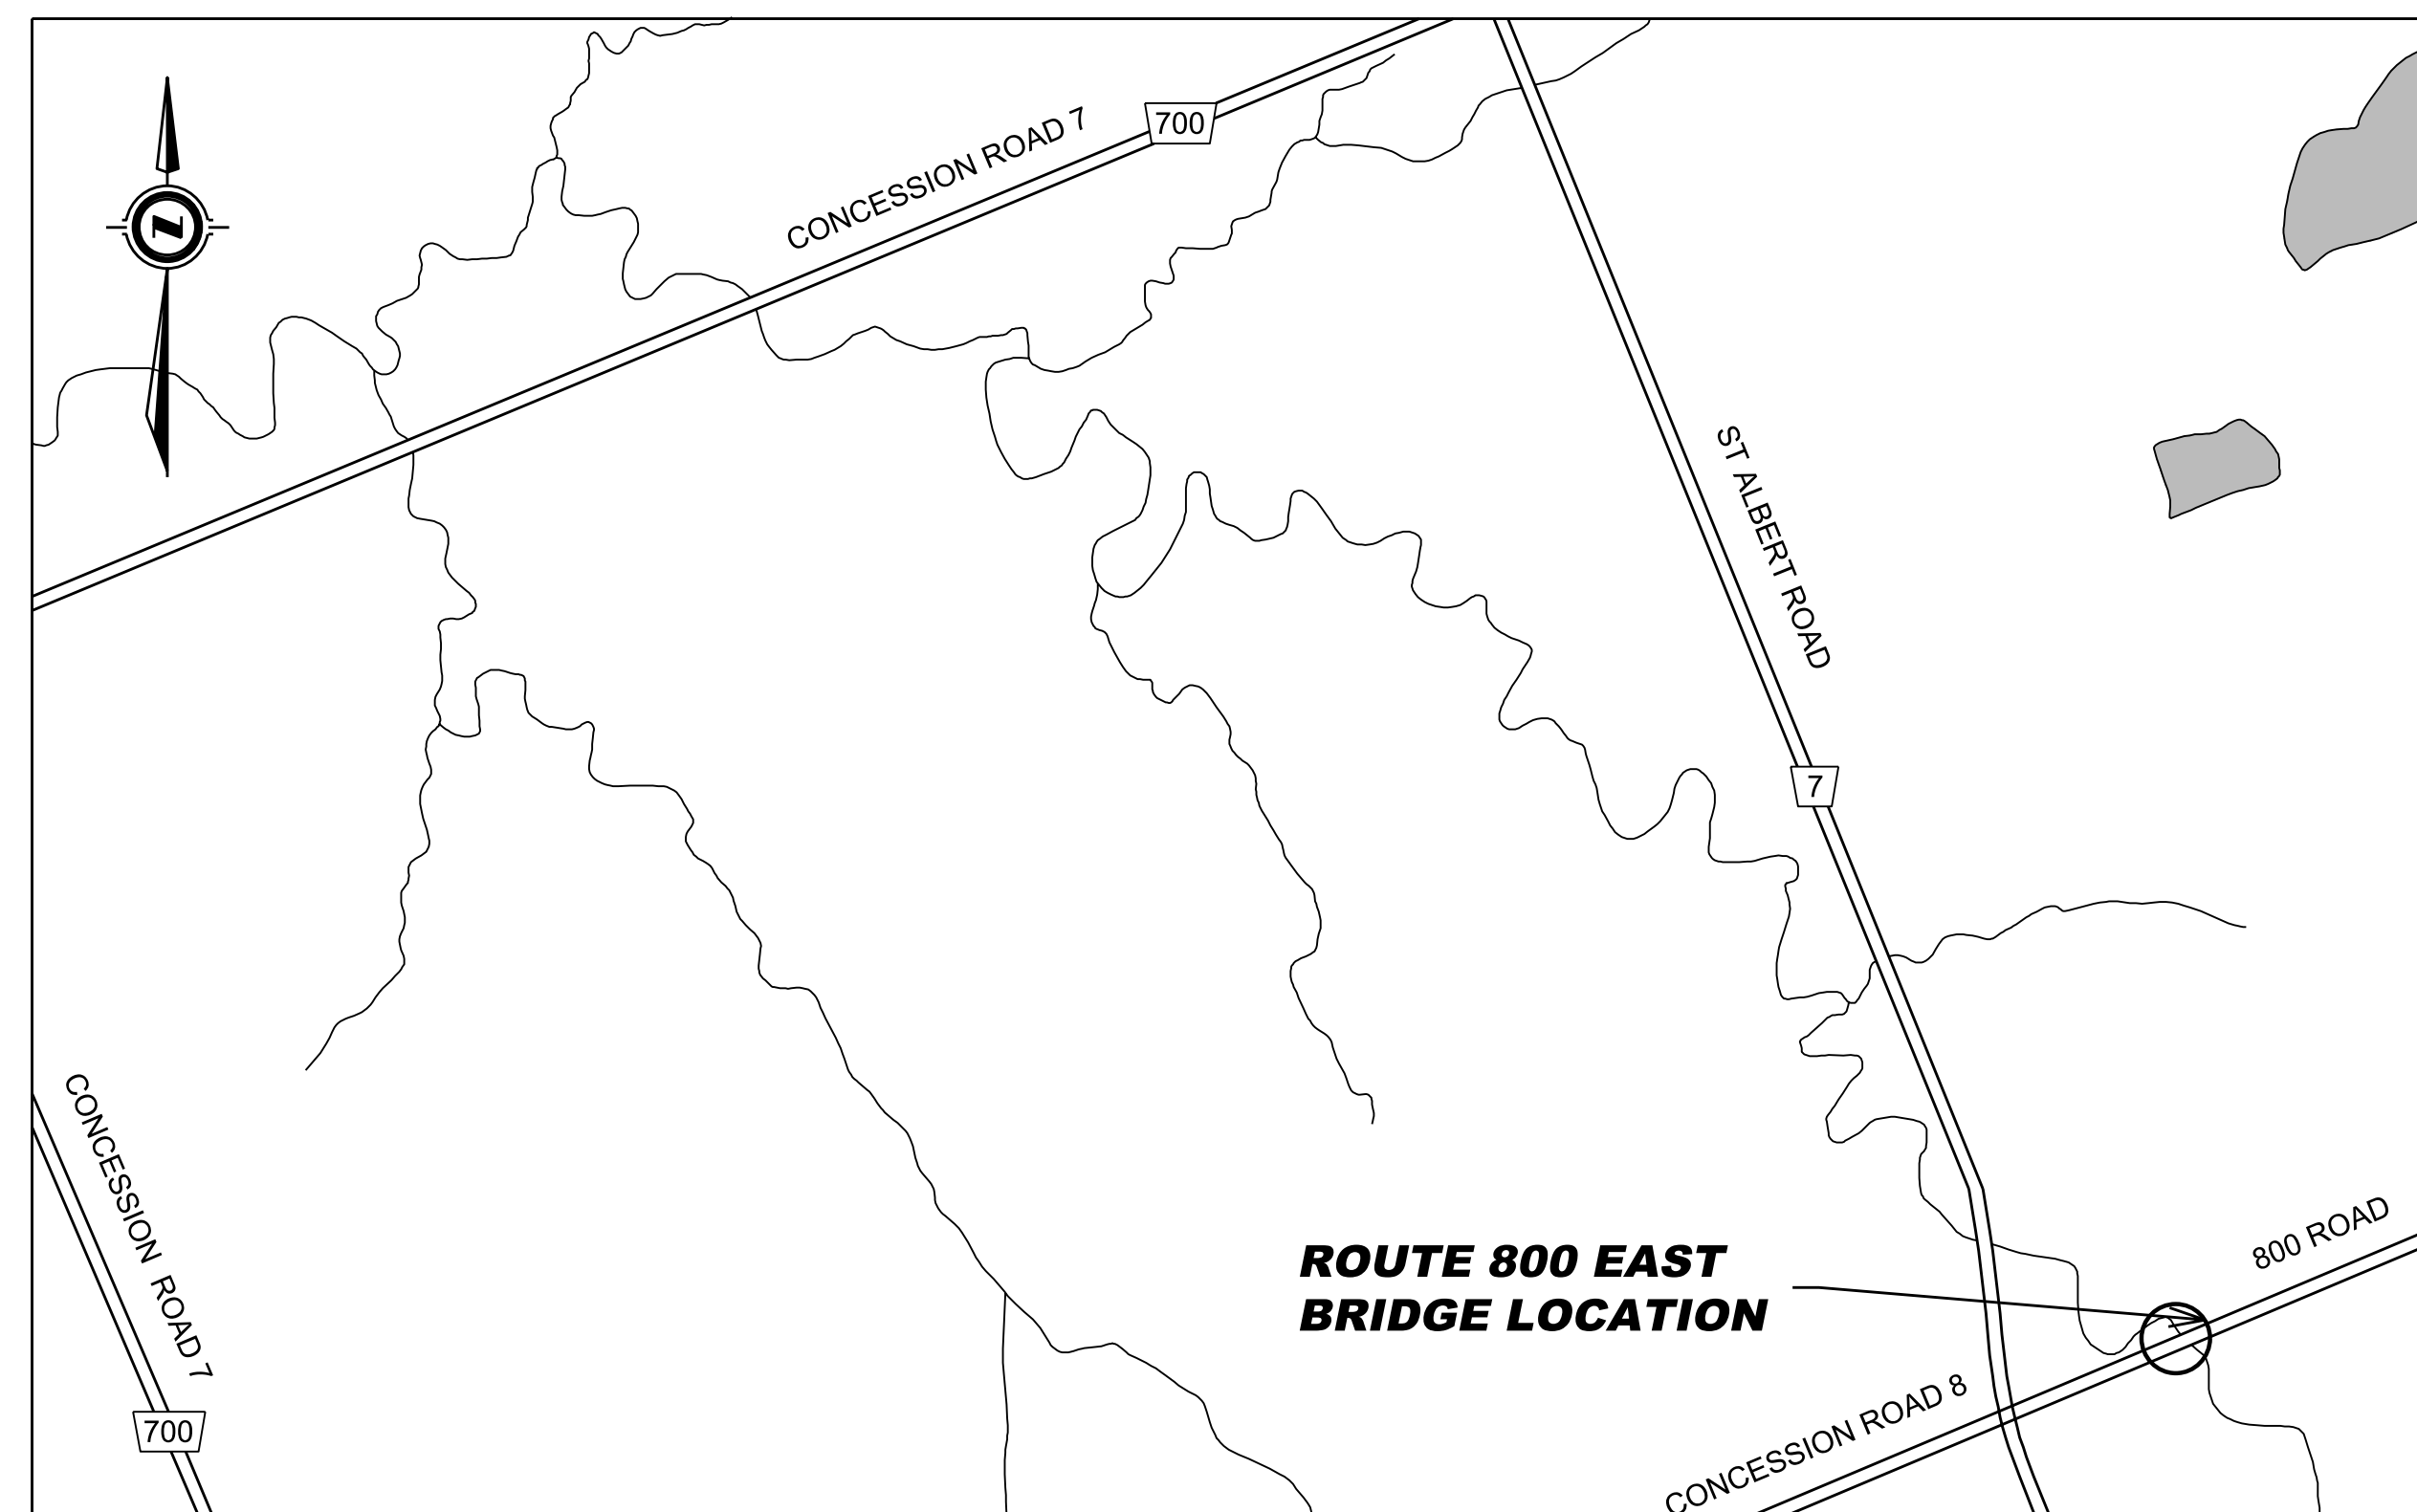 700
CONCESSION ROAD 7
N
ST ALBERT ROAD
7
CONCESSION ROAD 7
700
ROUTE 800 EAST
BRIDGE LOCATION
800 ROAD
CONCESSION ROAD 8